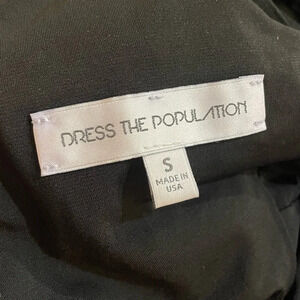 DRESS THE POPULATION
S
MADE IN
USA